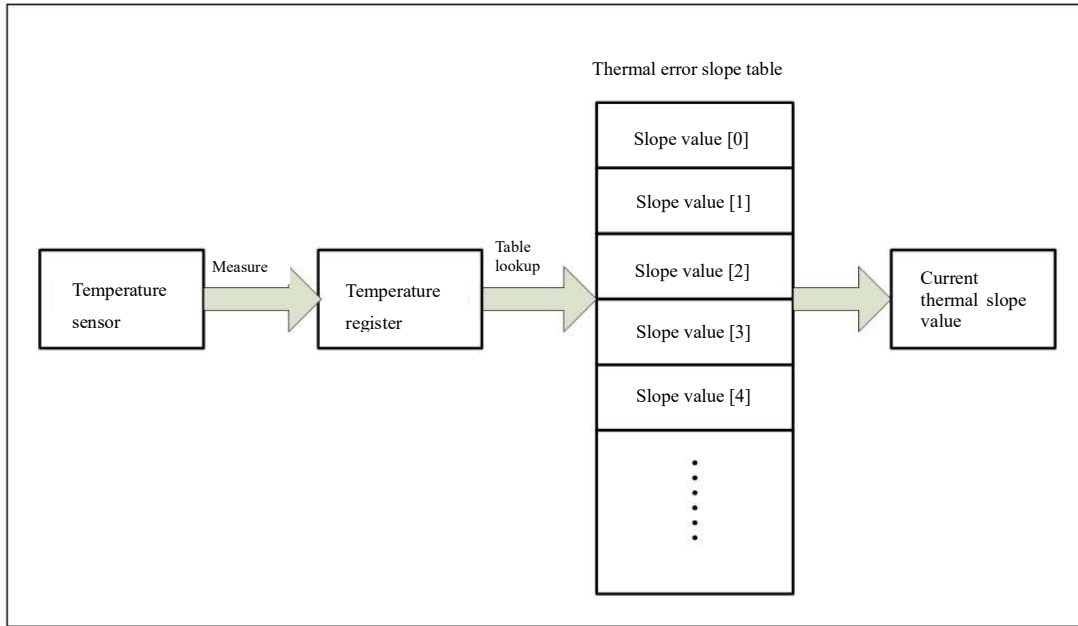 Thermal error slope table
Slope value [0]
Slope value [1]
Slope value [2]
Slope value [3]
Slope value [4]
Temperature
sensor
Measure
Temperature
register
Table
lookup
Current
thermal slope
value